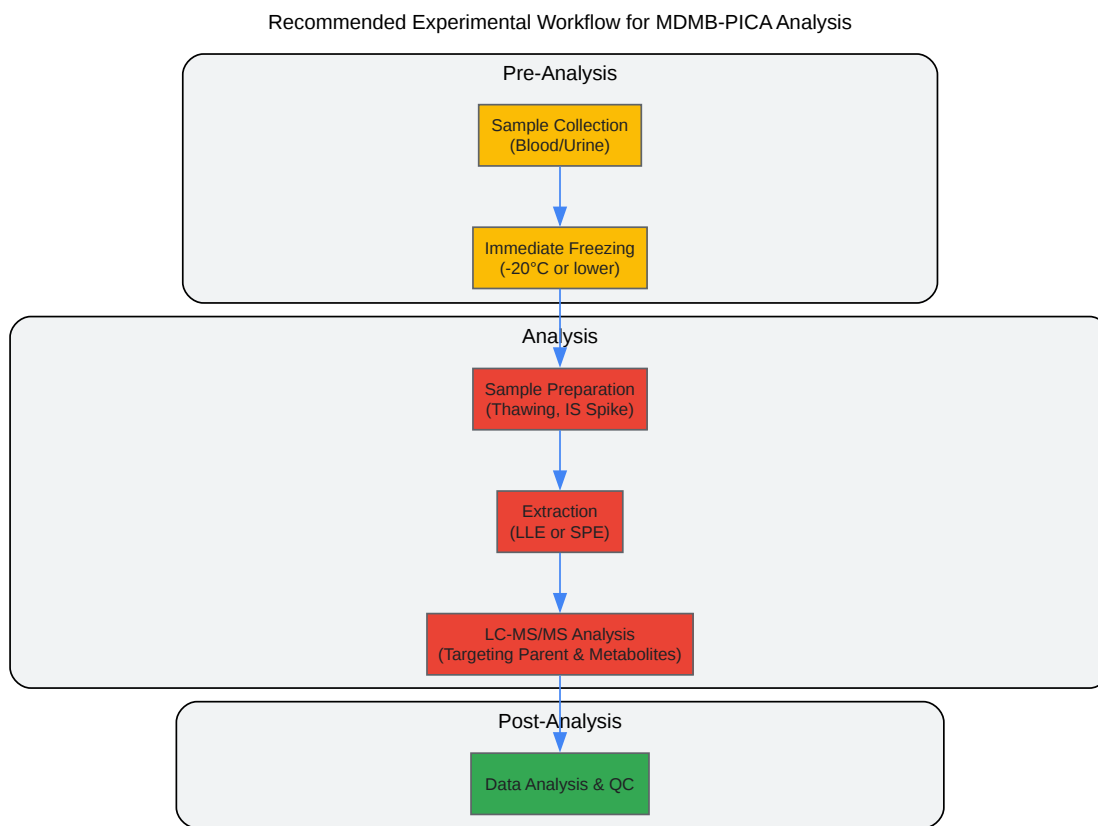 Recommended Experimental Workflow for MDMB-PICA Analysis
Pre-Analysis
Sample Collection
(Blood/Urine)
Immediate Freezing
(-20°C or lower)
Analysis
Sample Preparation
(Thawing, IS Spike)
Extraction
(LLE or SPE)
LC-MS/MS Analysis
(Targeting Parent & Metabolites)
Post-Analysis
Data Analysis & QC